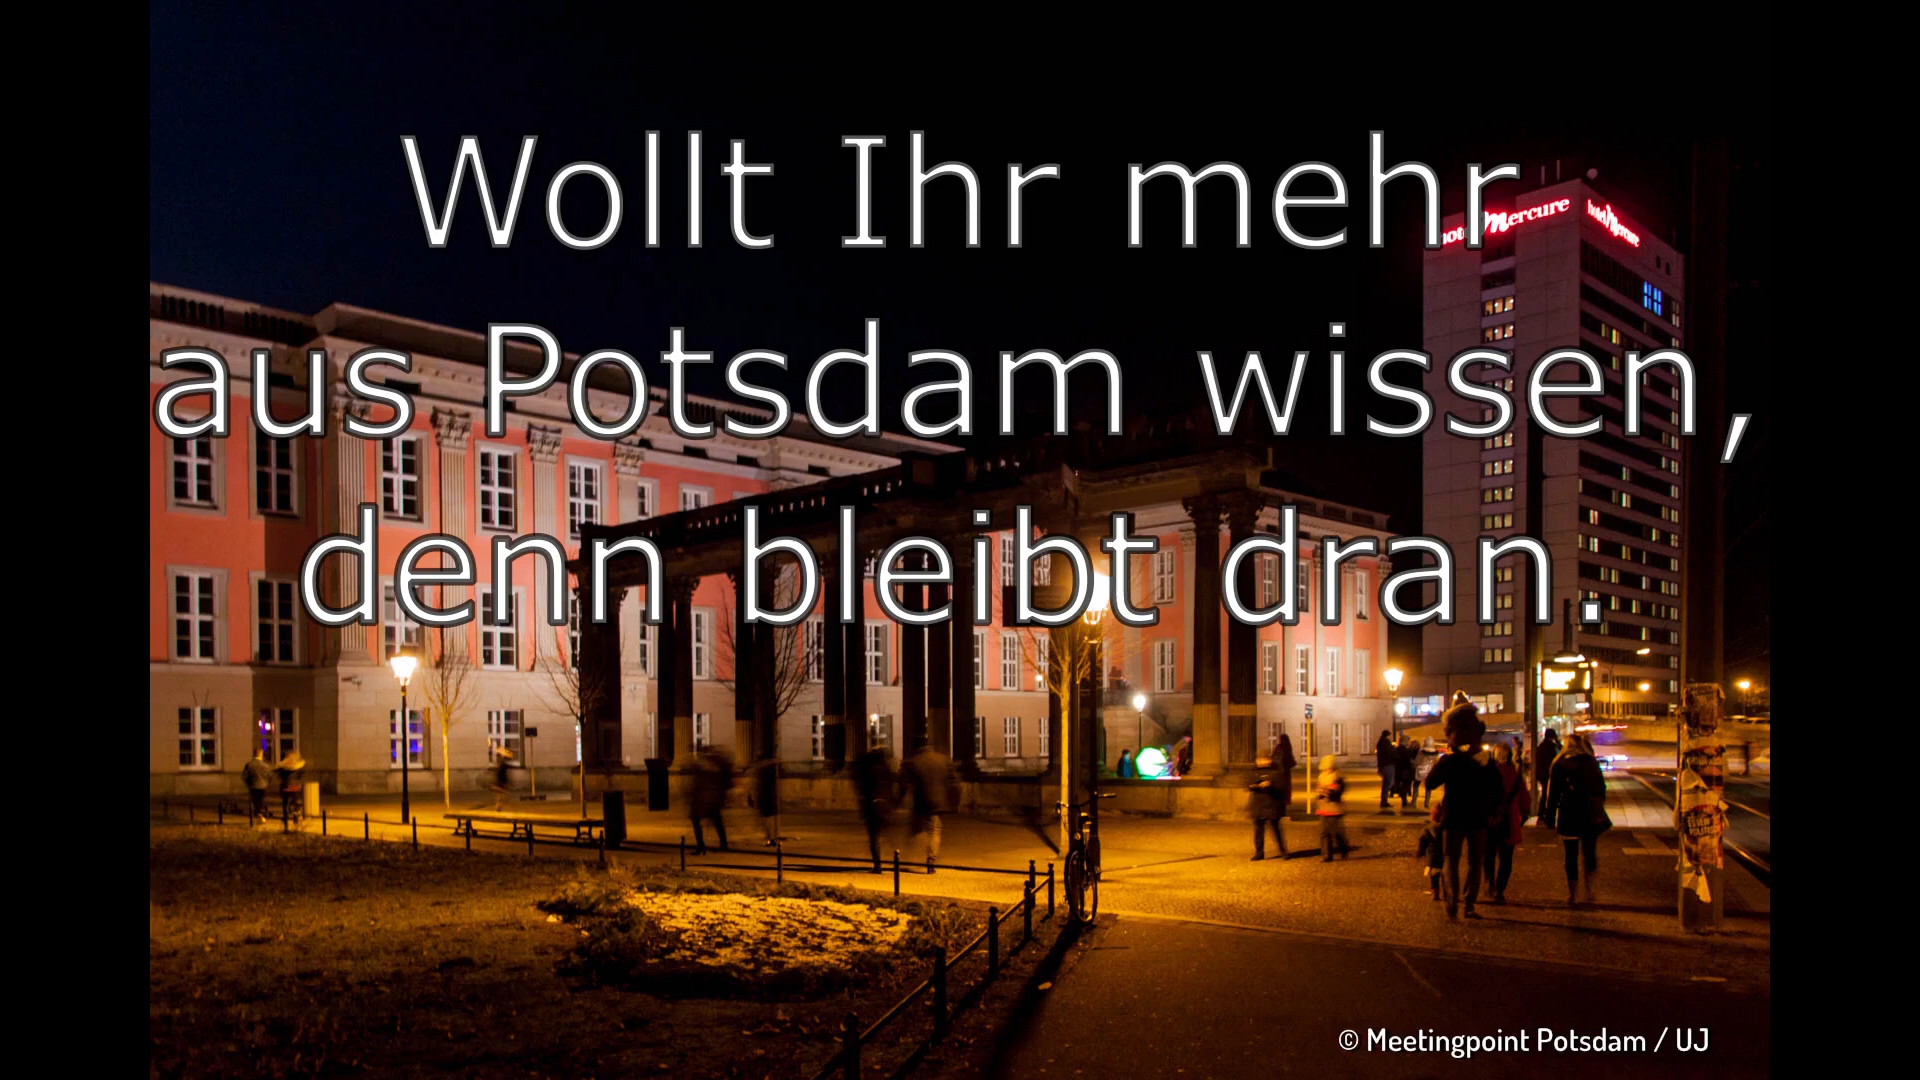 Wollt Ihr mehr
hotel Mercure
hotel Mercure
aus Potsdam wissen,
denn bleibt dran.
© Meetingpoint Potsdam / UJ